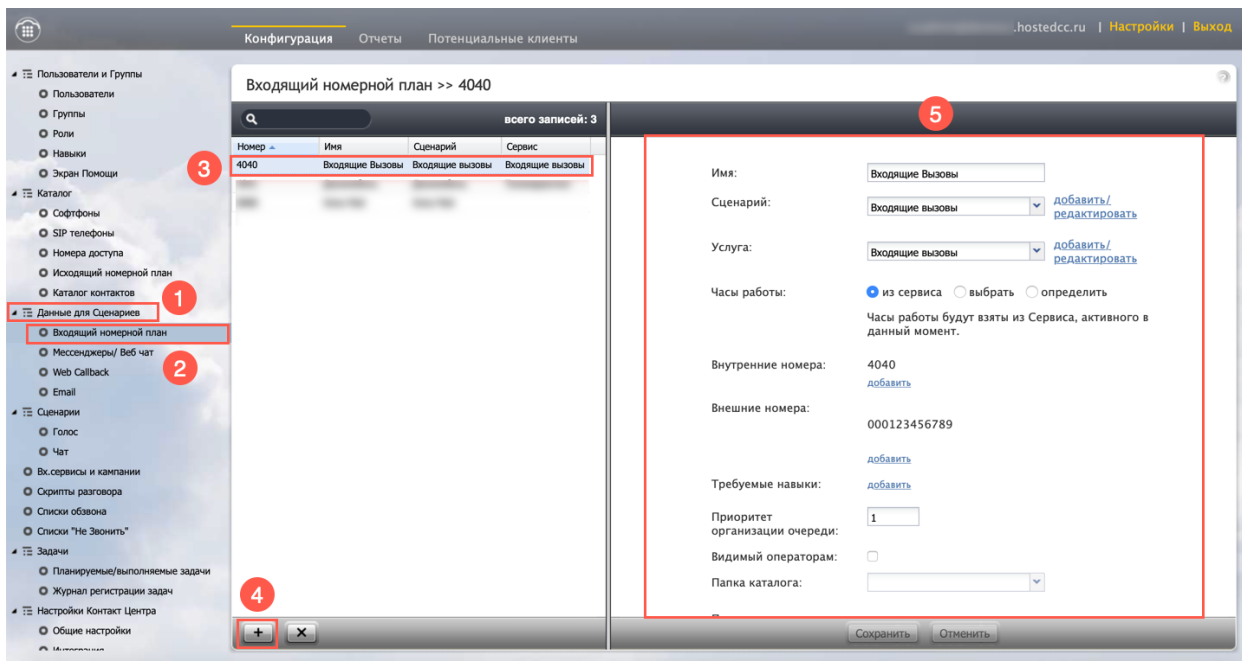 .hostedcc.ru | Настройки | Выход
Конфигурация Отчеты Потенциальные клиенты
Пользователи и Группы
Пользователи
Группы
Роли
Навыки
Экран Помощи
Каталог
Софтфоны
SIP телефоны
Номера доступа
Исходящий номерной план
Каталог контактов
1
Данные для Сценариев
Входящий номерной план
2
Мессенджеры/ Веб чат
Web Callback
Email
Сценарии
Голос
Чат
Вх.сервисы и кампании
Скрипты разговора
Списки обзвона
Списки "Не Звонить"
Задачи
Планируемые/выполняемые задачи
Журнал регистрации задач
Настройки Контакт Центра
Общие настройки
Интеграция
Входящий номерной план >> 4040
всего записей: 3
Номер Имя Сценарий Сервис
3
4040 Входящие Вызовы Входящие вызовы Входящие вызовы
4
+ x
5
Имя: Входящие Вызовы
Сценарий: Входящие вызовы добавить/
редактировать
Услуга: Входящие вызовы добавить/
редактировать
Часы работы: из сервиса выбрать определить
Часы работы будут взяты из Сервиса, активного в
данный момент.
Внутренние номера: 4040
добавить
Внешние номера:
000123456789
добавить
Требуемые навыки: добавить
Приоритет
организации очереди: 1
Видимый операторам:
Папка каталога:
Сохранить Отменить